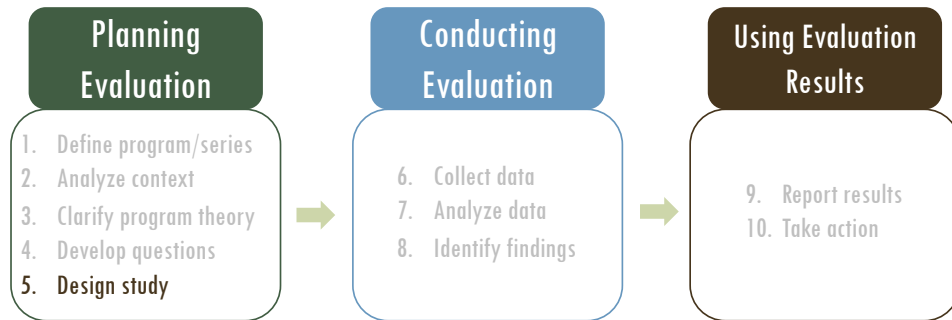 Planning
Evaluation
1. Define program/series
2. Analyze context
3. Clarify program theory
4. Develop questions
5. Design study
Conducting
Evaluation
6. Collect data
7. Analyze data
8. Identify findings
Using Evaluation
Results
9. Report results
10. Take action